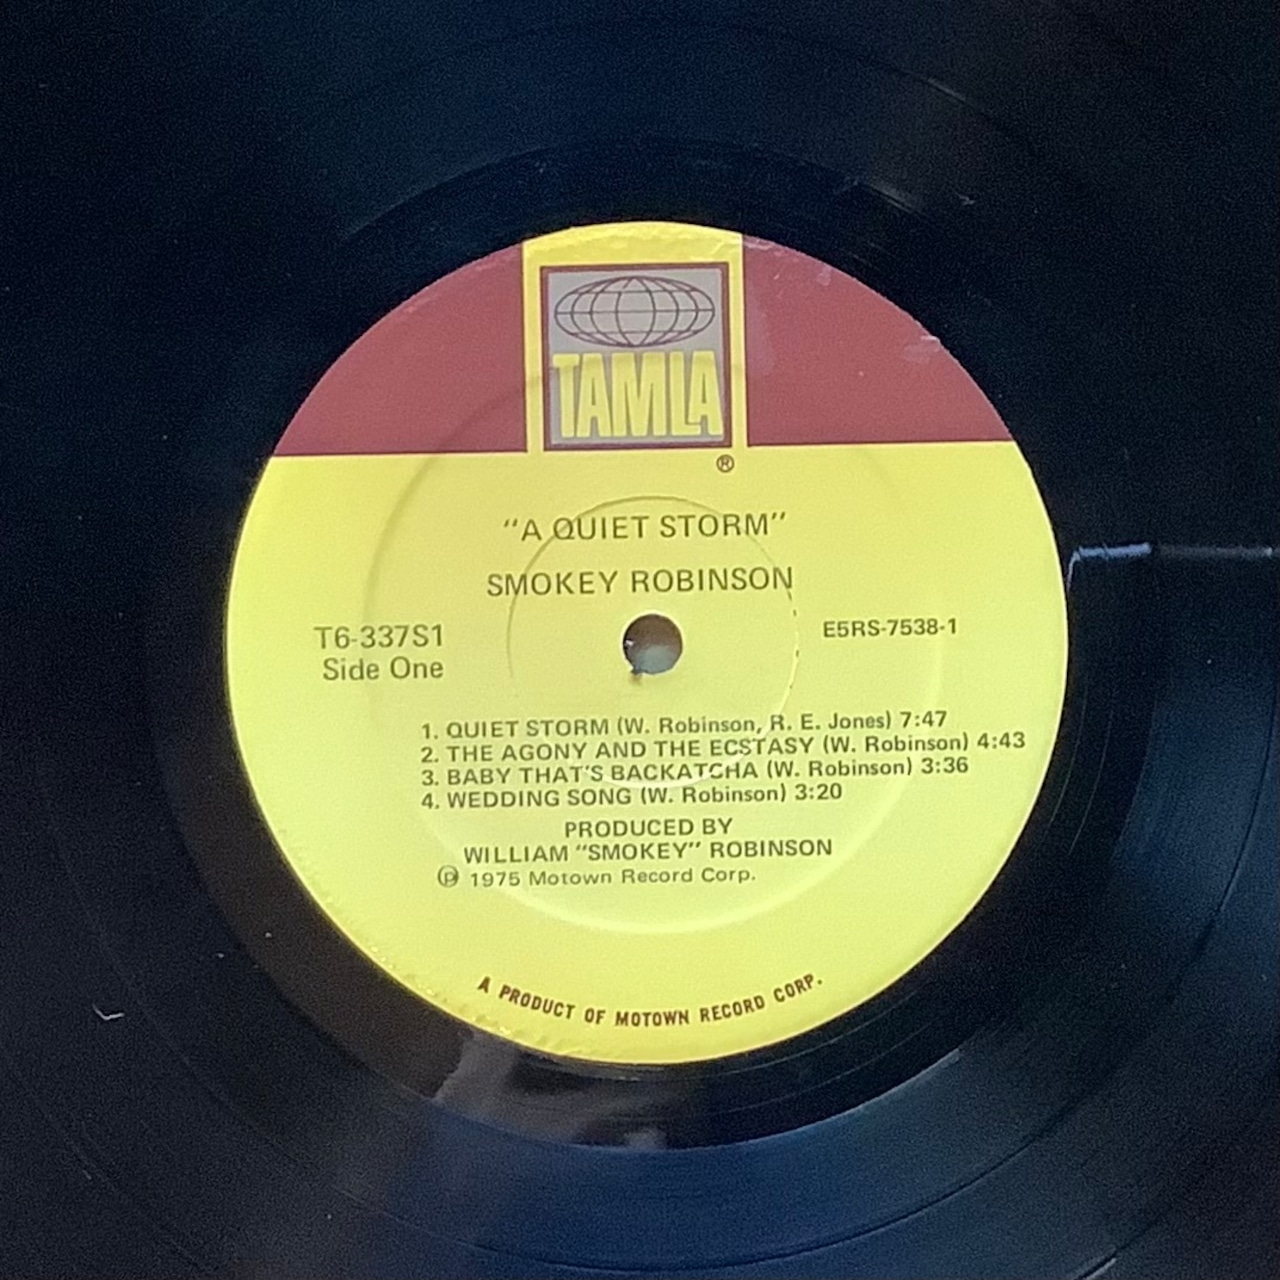 TAMLA
®
"A QUIET STORM"
SMOKEY ROBINSON
T6-337S1
Side One
E5RS-7538-1
1. QUIET STORM (W. Robinson, R. E. Jones) 7:47
2. THE AGONY AND THE ECSTASY (W. Robinson) 4:43
3. BABY THAT'S BACKATCHA (W. Robinson) 3:36
4. WEDDING SONG (W. Robinson) 3:20
PRODUCED BY
WILLIAM "SMOKEY" ROBINSON
℗ 1975 Motown Record Corp.
A PRODUCT OF MOTOWN RECORD CORP.